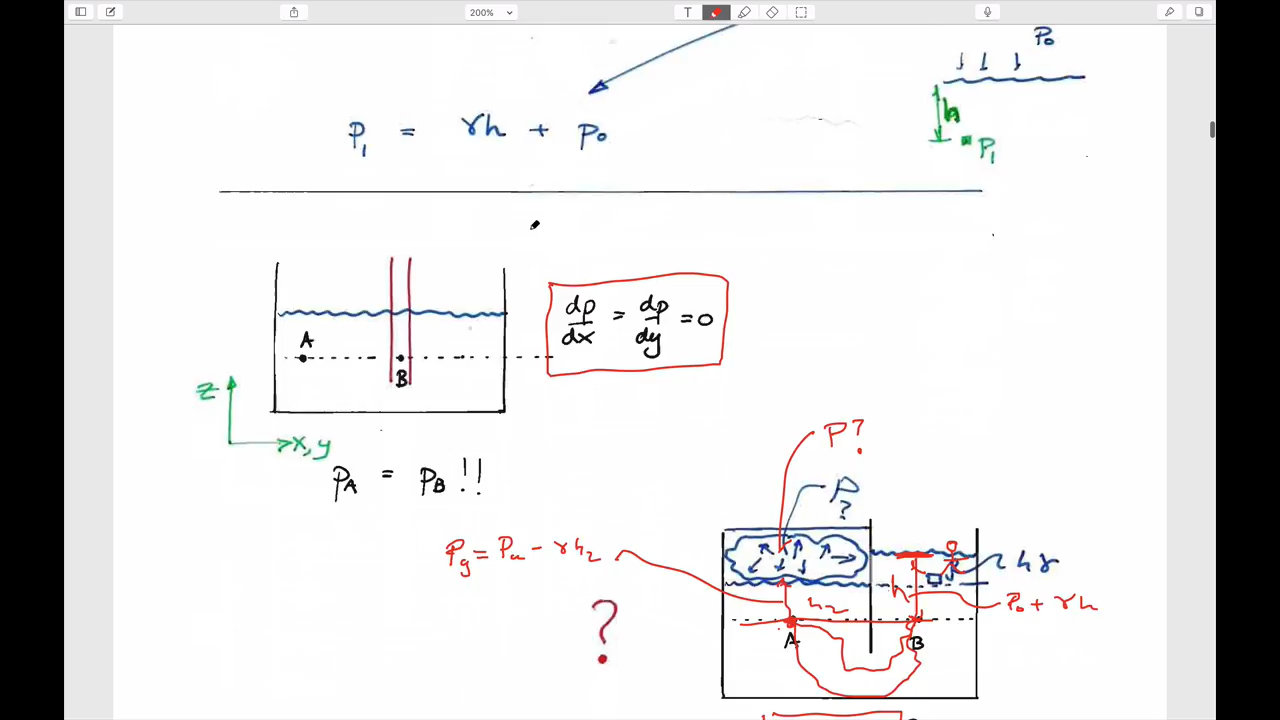 200%
T
P₀
P₁ = γh + P₀
h
P₁
A
B
dp/dx = dp/dy = 0
z
x, y
PA = PB !!
P?
P
?
Pg = Pa - γh₂
hγ
h
h₂
P₀ + γh
?
A
B